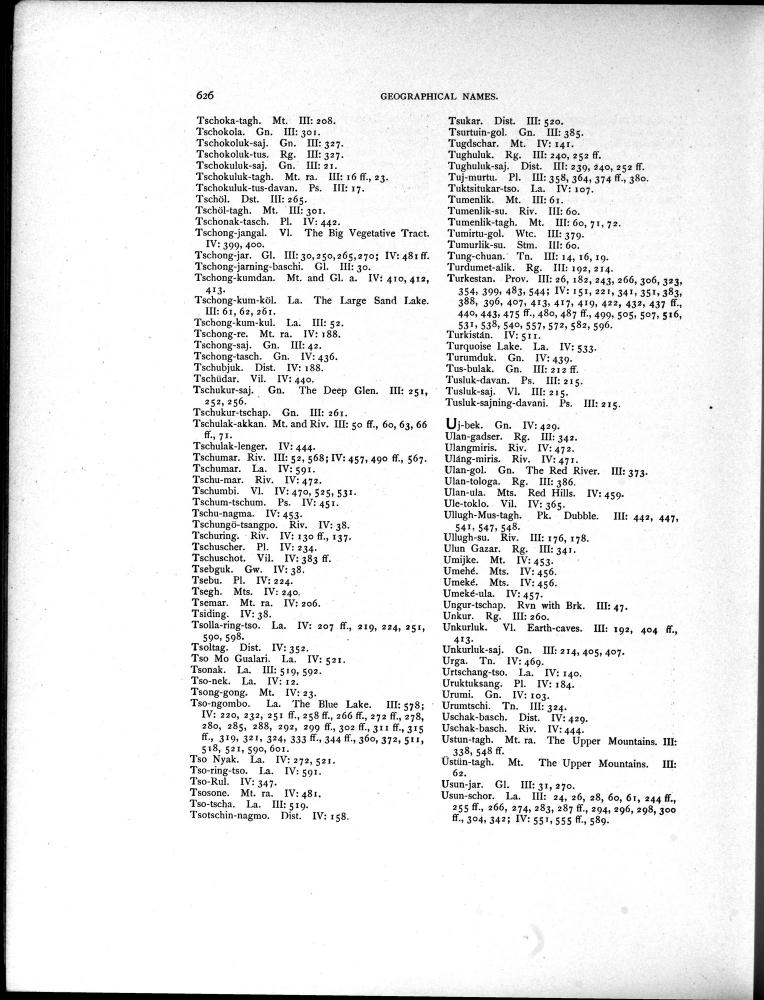 626
GEOGRAPHICAL NAMES.
Tschoka-tagh. Mt. III: 208.
Tschokola. Gn. III: 301.
Tschokoluk-saj. Gn. III: 327.
Tschokoluk-tus. Rg. III: 327.
Tschokuluk-saj. Gn. III: 21.
Tschokuluk-tagh. Mt. ra. III: 16 ff., 23.
Tschokuluk-tus-davan. Ps. III: 17.
Tschöl. Dst. III: 265.
Tschöl-tagh. Mt. III: 301.
Tschonak-tasch. Pl. IV: 442.
Tschong-jangal. Vl. The Big Vegetative Tract.
IV: 399, 400.
Tschong-jar. Gl. III: 30, 250, 265, 270; IV: 481 ff.
Tschong-jarning-baschi. Gl. III: 30.
Tschong-kumdan. Mt. and Gl. a. IV: 410, 412,
413.
Tschong-kum-köl. La. The Large Sand Lake.
III: 61, 62, 261.
Tschong-kum-kul. La. III: 52.
Tschong-re. Mt. ra. IV: 188.
Tschong-saj. Gn. III: 42.
Tschong-tasch. Gn. IV: 436.
Tschubjuk. Dist. IV: 188.
Tschüdar. Vil. IV: 440.
Tschukur-saj. Gn. The Deep Glen. III: 251,
252, 256.
Tschukur-tschap. Gn. III: 261.
Tschulak-akkan. Mt. and Riv. III: 50 ff., 60, 63, 66
ff., 71.
Tschulak-lenger. IV: 444.
Tschumar. Riv. III: 52, 568; IV: 457, 490 ff., 567.
Tschumar. La. IV: 591.
Tschu-mar. Riv. IV: 472.
Tschumbi. Vl. IV: 470, 525, 531.
Tschum-tschum. Ps. IV: 451.
Tschu-nagma. IV: 453.
Tschungö-tsangpo. Riv. IV: 38.
Tschuring. Riv. IV: 130 ff., 137.
Tschuscher. Pl. IV: 234.
Tschuschot. Vil. IV: 383 ff.
Tsebguk. Gw. IV: 38.
Tsebu. Pl. IV: 224.
Tsegh. Mts. IV: 240.
Tsemar. Mt. ra. IV: 206.
Tsiding. IV: 38.
Tsolla-ring-tso. La. IV: 207 ff., 219, 224, 251,
590, 598.
Tsoltag. Dist. IV: 352.
Tso Mo Gualari. La. IV: 521.
Tsonak. La. III: 519, 592.
Tso-nek. La. IV: 12.
Tsong-gong. Mt. IV: 23.
Tso-ngombo. La. The Blue Lake. III: 578;
IV: 220, 232, 251 ff., 258 ff., 266 ff., 272 ff., 278,
280, 285, 288, 292, 299 ff., 302 ff., 311 ff., 315
ff., 319, 321, 324, 333 ff., 344 ff., 360, 372, 511,
518, 521, 590, 601.
Tso Nyak. La. IV: 272, 521.
Tso-ring-tso. La. IV: 591.
Tso-Rul. IV: 347.
Tsosone. Mt. ra. IV: 481.
Tso-tscha. La. III: 519.
Tsotschin-nagmo. Dist. IV: 158.
Tsukar. Dist. III: 520.
Tsurtuin-gol. Gn. III: 385.
Tugdschar. Mt. IV: 141.
Tughuluk. Rg. III: 240, 252 ff.
Tughuluk-saj. Dist. III: 239, 240, 252 ff.
Tuj-murtu. Pl. III: 358, 364, 374 ff., 380.
Tuktsitukar-tso. La. IV: 107.
Tumenlik. Mt. III: 61.
Tumenlik-su. Riv. III: 60.
Tumenlik-tagh. Mt. III: 60, 71, 72.
Tumirtu-gol. Wtc. III: 379.
Tumurlik-su. Stm. III: 60.
Tung-chuan. Tn. III: 14, 16, 19.
Turdumet-alik. Rg. III: 192, 214.
Turkestan. Prov. III: 26, 182, 243, 266, 306, 323,
354, 399, 483, 544; IV: 151, 221, 341, 351, 383,
388, 396, 407, 413, 417, 419, 422, 432, 437 ff.,
440, 443, 475 ff., 480, 487 ff., 499, 505, 507, 516,
531, 538, 540, 557, 572, 582, 596.
Turkistán. IV: 511.
Turquoise Lake. La. IV: 533.
Turumduk. Gn. IV: 439.
Tus-bulak. Gn. III: 212 ff.
Tusluk-davan. Ps. III: 215.
Tusluk-saj. Vl. III: 215.
Tusluk-sajning-davani. Ps. III: 215.
Uj-bek. Gn. IV: 429.
Ulan-gadser. Rg. III: 342.
Ulangmiris. Riv. IV: 472.
Uláng-miris. Riv. IV: 471.
Ulan-gol. Gn. The Red River. III: 373.
Ulan-tologa. Rg. III: 386.
Ulan-ula. Mts. Red Hills. IV: 459.
Ule-toklo. Vil. IV: 365.
Ullugh-Mus-tagh. Pk. Dubble. III: 442, 447,
541, 547, 548.
Ullugh-su. Riv. III: 176, 178.
Ulun Gazar. Rg. III: 341.
Umijke. Mt. IV: 453.
Umehé. Mts. IV: 456.
Umeké. Mts. IV: 456.
Umeké-ula. IV: 457.
Ungur-tschap. Rvn with Brk. III: 47.
Unkur. Rg. III: 260.
Unkurluk. Vl. Earth-caves. III: 192, 404 ff.,
413.
Unkurluk-saj. Gn. III: 214, 405, 407.
Urga. Tn. IV: 469.
Urtschang-tso. La. IV: 140.
Uruktuksang. Pl. IV: 184.
Urumi. Gn. IV: 103.
Urumtschi. Tn. III: 324.
Uschak-basch. Dist. IV: 429.
Uschak-basch. Riv. IV: 444.
Ustun-tagh. Mt. ra. The Upper Mountains. III:
338, 548 ff.
Üstün-tagh. Mt. The Upper Mountains. III:
62.
Usun-jar. Gl. III: 31, 270.
Usun-schor. La. III: 24, 26, 28, 60, 61, 244 ff.,
255 ff., 266, 274, 283, 287 ff., 294, 296, 298, 300
ff., 304, 342; IV: 551, 555 ff., 589.